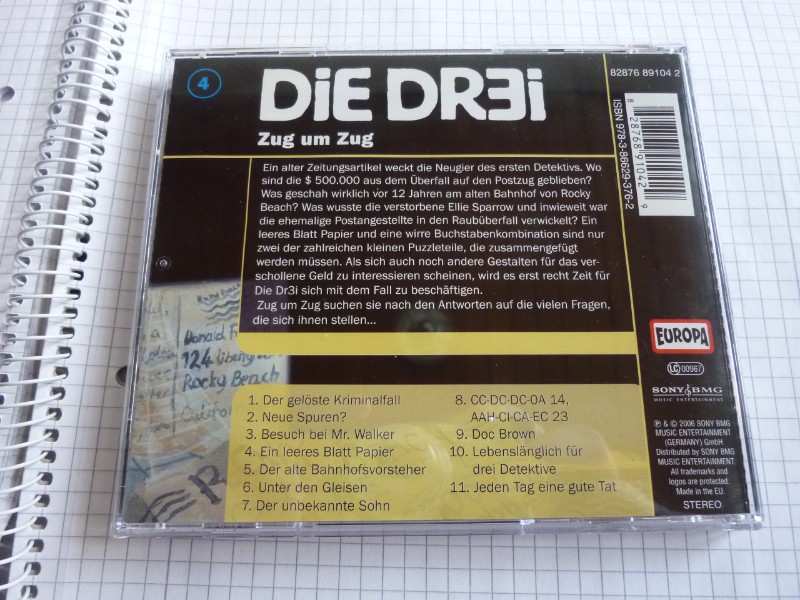 4
DiE DR3i
Zug um Zug
Ein alter Zeitungsartikel weckt die Neugier des ersten Detektivs. Wo
sind die $ 500.000 aus dem Überfall auf den Postzug geblieben?
Was geschah wirklich vor 12 Jahren am alten Bahnhof von Rocky
Beach? Was wusste die verstorbene Ellie Sparrow und inwieweit war
die ehemalige Postangestellte in den Raubüberfall verwickelt? Ein
leeres Blatt Papier und eine wirre Buchstabenkombination sind nur
zwei der zahlreichen kleinen Puzzleteile, die zusammengefügt
werden müssen. Als sich auch noch andere Gestalten für das ver-
schollene Geld zu interessieren scheinen, wird es erst recht Zeit für
Die Dr3i sich mit dem Fall zu beschäftigen.
Zug um Zug suchen sie nach den Antworten auf die vielen Fragen,
die sich ihnen stellen...
Donald
124
Rocky Beach
1. Der gelöste Kriminalfall
2. Neue Spuren?
3. Besuch bei Mr. Walker
4. Ein leeres Blatt Papier
5. Der alte Bahnhofsvorsteher
6. Unter den Gleisen
7. Der unbekannte Sohn
8. CC-DC-DC-0A 14,
AAH-CI-CA-EC 23
9. Doc Brown
10. Lebenslänglich für
drei Detektive
11. Jeden Tag eine gute Tat
82876 89104 2
ISBN 978-3-86629-376-2
8 28768 91042 9
EUROPA
LC 00967
SONY BMG
MUSIC ENTERTAINMENT
℗ & © 2006 SONY BMG
MUSIC ENTERTAINMENT
(GERMANY) GmbH
Distributed by SONY BMG
MUSIC ENTERTAINMENT.
All trademarks and
logos are protected.
Made in the EU.
STEREO